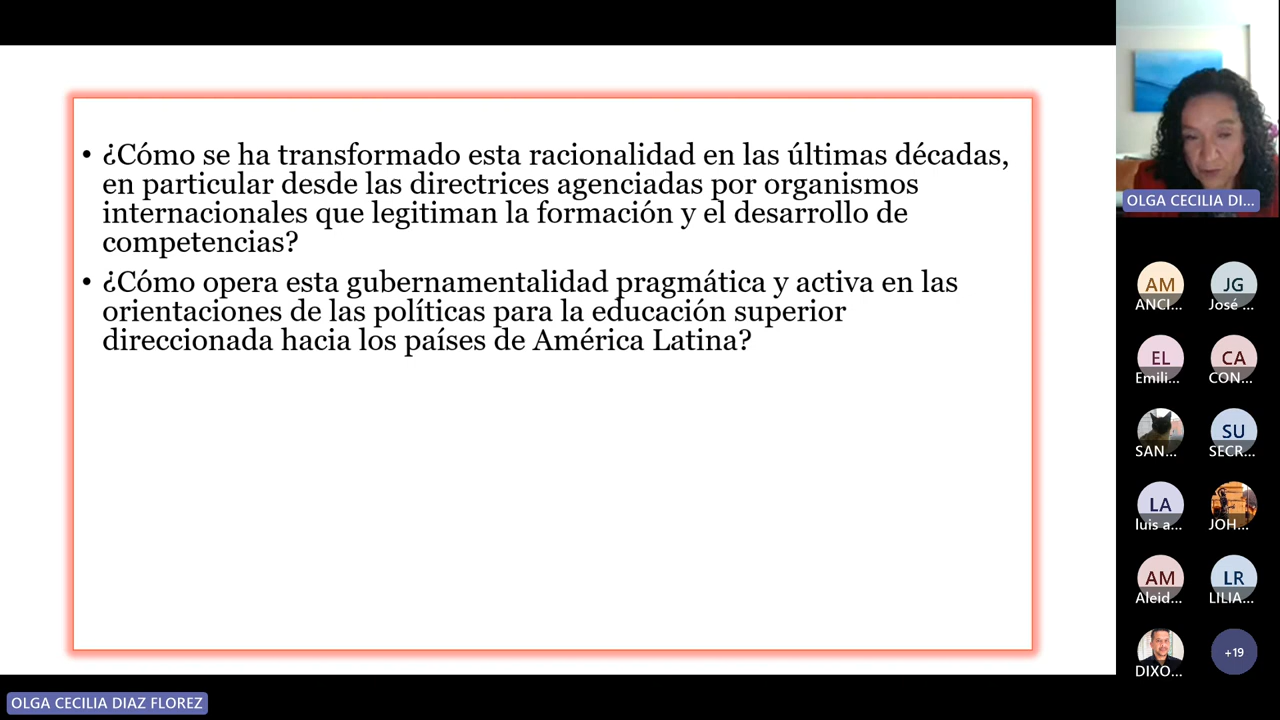 • ¿Cómo se ha transformado esta racionalidad en las últimas décadas,
en particular desde las directrices agenciadas por organismos
internacionales que legitiman la formación y el desarrollo de
competencias?
• ¿Cómo opera esta gubernamentalidad pragmática y activa en las
orientaciones de las políticas para la educación superior
direccionada hacia los países de América Latina?
OLGA CECILIA DI...
AM
ANCI...
JG
José ...
EL
Emili...
CA
CON...
SAN...
SU
SECR...
LA
luis a...
JOH...
AM
Aleid...
LR
LILIA...
DIXO...
+19
OLGA CECILIA DIAZ FLOREZ